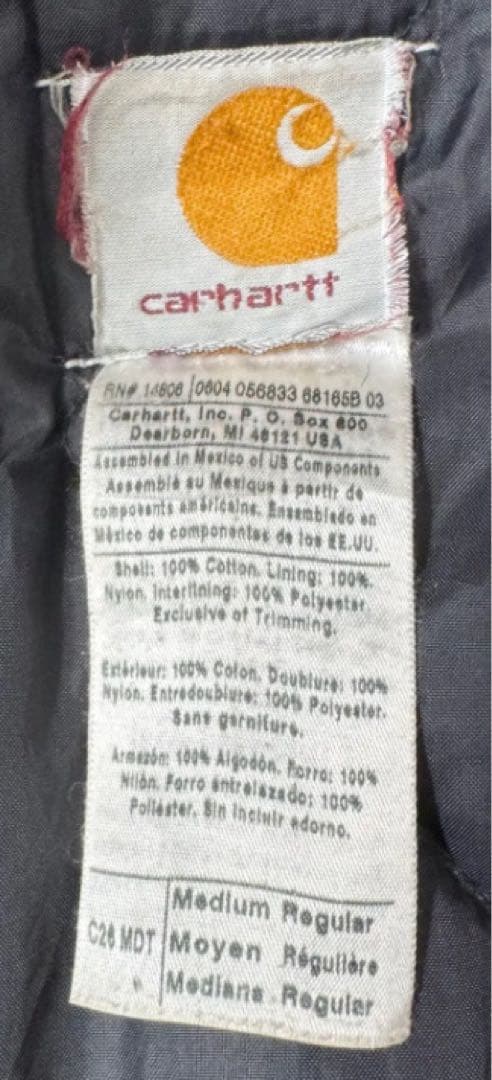 carhartt
RN# 14806 0604 056833 68165B 03
Carhartt, Inc. P. O. Box 600
Dearborn, MI 48121 USA
Assembled in Mexico of US Components
Assemblé au Mexique à partir de
composants américains. Ensamblado en
México de componentes de los EE.UU.
Shell: 100% Cotton. Lining: 100%
Nylon. Interlining: 100% Polyester.
Exclusive of Trimming.
Extérieur: 100% Coton. Doublure: 100%
Nylon. Entredoublure: 100% Polyester.
Sans garniture.
Armazón: 100% Algodón. Forro: 100%
Nilón. Forro entrelazado: 100%
Poliéster. Sin incluir adorno.
C26 MDT
Medium Regular
Moyen Régulière
Mediana Regular